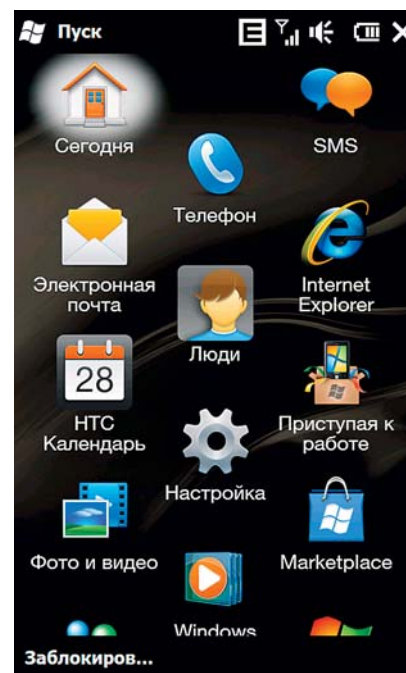 Пуск
E
Сегодня
SMS
Телефон
Электронная
почта
Internet
Explorer
Люди
28
HTC
Календарь
Приступая к
работе
Настройка
Фото и видео
Marketplace
Windows
Заблокиров...